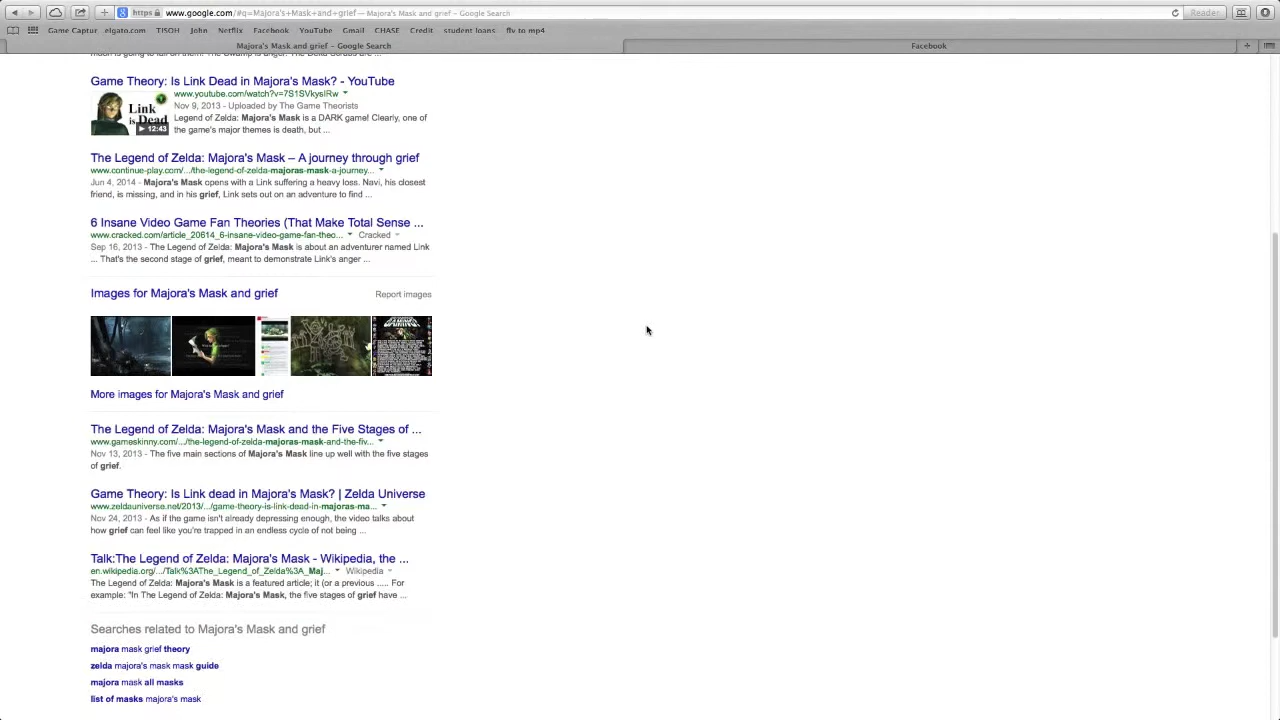 https www.google.com/#q=Majora's+Mask+and+grief — Majora's Mask and grief – Google Search
Reader
Game Captur...elgato.com TISOH John Netflix Facebook YouTube Gmail CHASE Credit student loans flv to mp4
Majora's Mask and grief – Google Search
Facebook
Game Theory: Is Link Dead in Majora's Mask? - YouTube
www.youtube.com/watch?v=7S1SVkyslRw
Nov 9, 2013 - Uploaded by The Game Theorists
Link is Dead
12:43
Legend of Zelda: Majora's Mask is a DARK game! Clearly, one of
the game's major themes is death, but ...
The Legend of Zelda: Majora's Mask – A journey through grief
www.continue-play.com/.../the-legend-of-zelda-majoras-mask-a-journey...
Jun 4, 2014 - Majora's Mask opens with a Link suffering a heavy loss. Navi, his closest
friend, is missing, and in his grief, Link sets out on an adventure to find ...
6 Insane Video Game Fan Theories (That Make Total Sense ...
www.cracked.com/article_20614_6-insane-video-game-fan-theo... Cracked
Sep 16, 2013 - The Legend of Zelda: Majora's Mask is about an adventurer named Link
... That's the second stage of grief, meant to demonstrate Link's anger ...
Images for Majora's Mask and grief
Report images
More images for Majora's Mask and grief
The Legend of Zelda: Majora's Mask and the Five Stages of ...
www.gameskinny.com/.../the-legend-of-zelda-majoras-mask-and-the-fiv...
Nov 13, 2013 - The five main sections of Majora's Mask line up well with the five stages
of grief.
Game Theory: Is Link dead in Majora's Mask? | Zelda Universe
www.zeldauniverse.net/2013/.../game-theory-is-link-dead-in-majoras-ma...
Nov 24, 2013 - As if the game isn't already depressing enough, the video talks about
how grief can feel like you're trapped in an endless cycle of not being ...
Talk:The Legend of Zelda: Majora's Mask - Wikipedia, the ...
en.wikipedia.org/.../Talk%3AThe_Legend_of_Zelda%3A_Maj... Wikipedia
The Legend of Zelda: Majora's Mask is a featured article; it (or a previous ..... For
example: "In The Legend of Zelda: Majora's Mask, the five stages of grief have ...
Searches related to Majora's Mask and grief
majora mask grief theory
zelda majora's mask mask guide
majora mask all masks
list of masks majora's mask